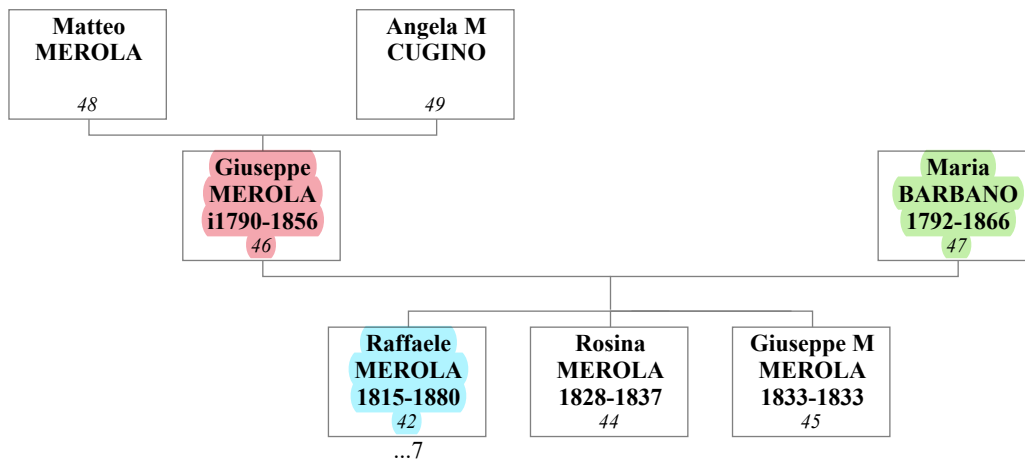 Matteo
MEROLA
48
Angela M
CUGINO
49
Giuseppe
MEROLA
i1790-1856
46
Maria
BARBANO
1792-1866
47
Raffaele
MEROLA
1815-1880
42
Rosina
MEROLA
1828-1837
44
Giuseppe M
MEROLA
1833-1833
45
...7